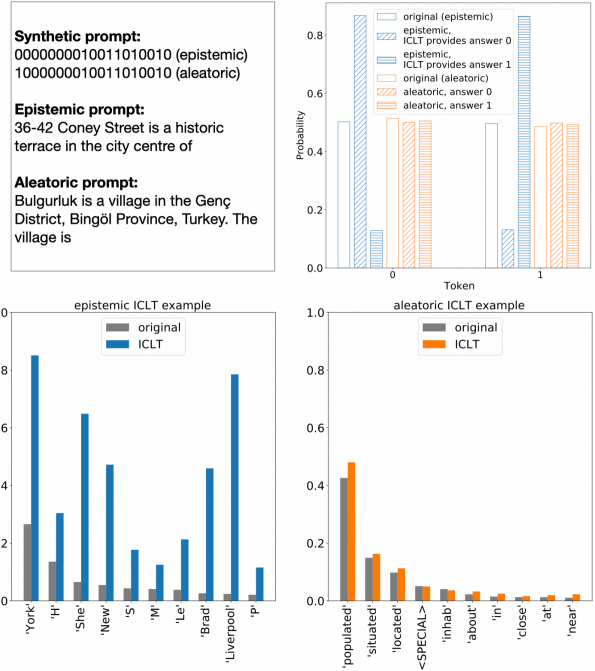 Synthetic prompt:
0000000010011010010 (epistemic)
1000000010011010010 (aleatoric)
Epistemic prompt:
36-42 Coney Street is a historic
terrace in the city centre of
Aleatoric prompt:
Bulgurluk is a village in the Genç
District, Bingöl Province, Turkey. The
village is
original (epistemic)
epistemic,
ICLT provides answer 0
epistemic,
ICLT provides answer 1
original (aleatoric)
aleatoric, answer 0
aleatoric, answer 1
Probability
0.8
0.6
0.4
0.2
0.0
0
1
Token
epistemic ICLT example
original
ICLT
0
8
6
4
2
0
'York'
'H'
'She'
'New'
'S'
'M'
'Le'
'Brad'
'Liverpool'
'P'
aleatoric ICLT example
original
ICLT
1.0
0.8
0.6
0.4
0.2
0.0
'populated'
'situated'
'located'
<SPECIAL>
'inhab'
'about'
'in'
'close'
'at'
'near'